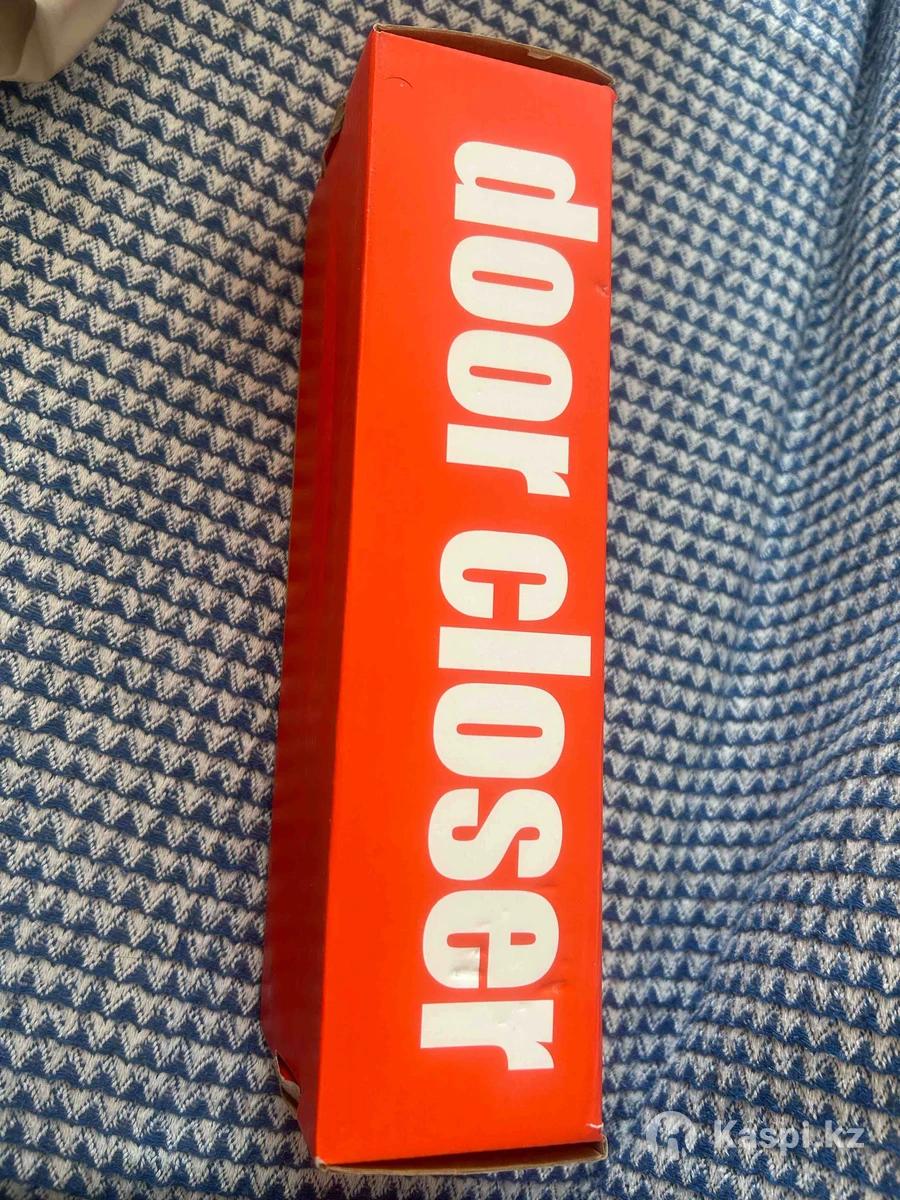 door closer
Kaspi.kz